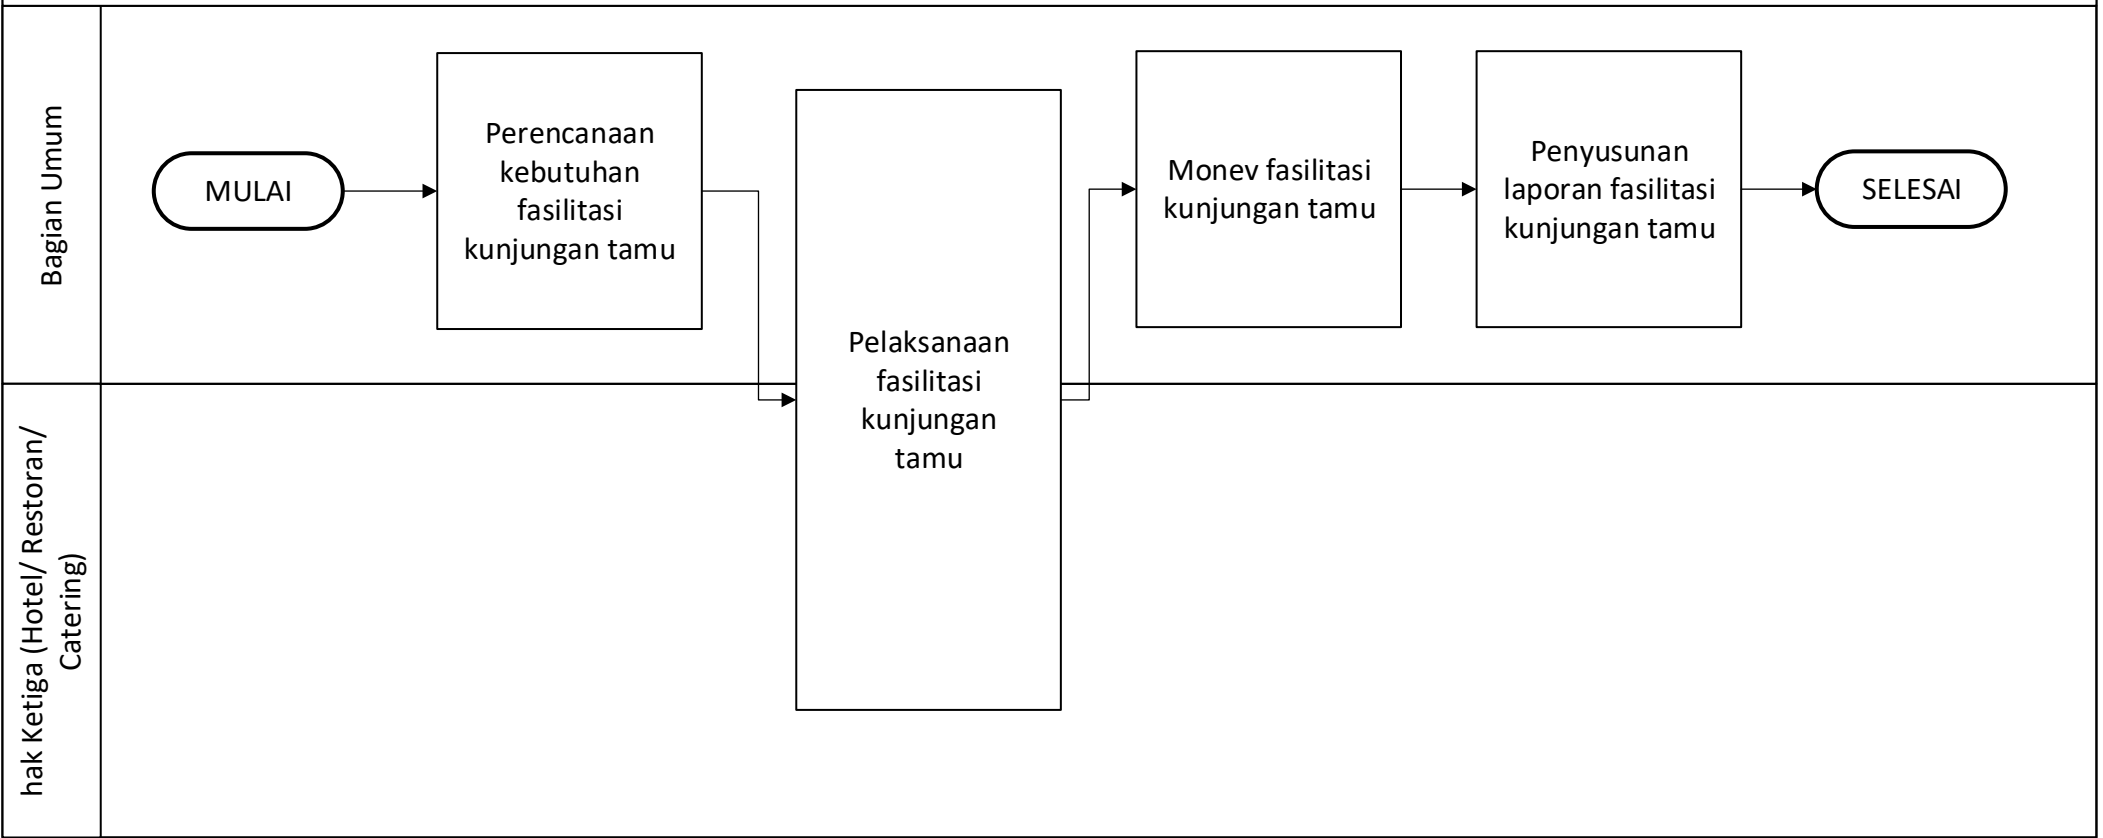 Bagian Umum
MULAI
Perencanaan
kebutuhan
fasilitasi
kunjungan tamu
Pelaksanaan
fasilitasi
kunjungan
tamu
Monev fasilitasi
kunjungan tamu
Penyusunan
laporan fasilitasi
kunjungan tamu
SELESAI
hak Ketiga (Hotel/ Restoran/
Catering)